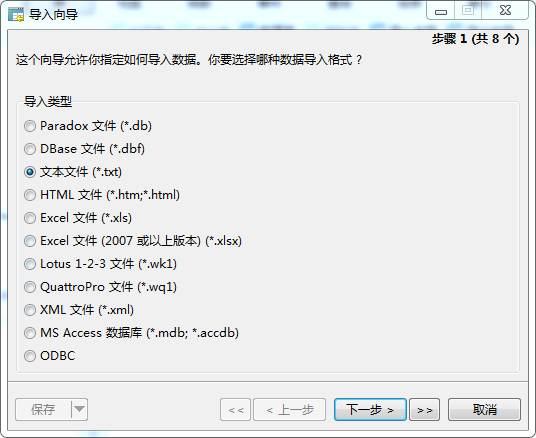 导入向导
步骤 1 (共 8 个)
这个向导允许你指定如何导入数据。你要选择哪种数据导入格式？
导入类型
Paradox 文件 (*.db)
DBase 文件 (*.dbf)
文本文件 (*.txt)
HTML 文件 (*.htm;*.html)
Excel 文件 (*.xls)
Excel 文件 (2007 或以上版本) (*.xlsx)
Lotus 1-2-3 文件 (*.wk1)
QuattroPro 文件 (*.wq1)
XML 文件 (*.xml)
MS Access 数据库 (*.mdb; *.accdb)
ODBC
保存 << < 上一步 下一步 > >> 取消